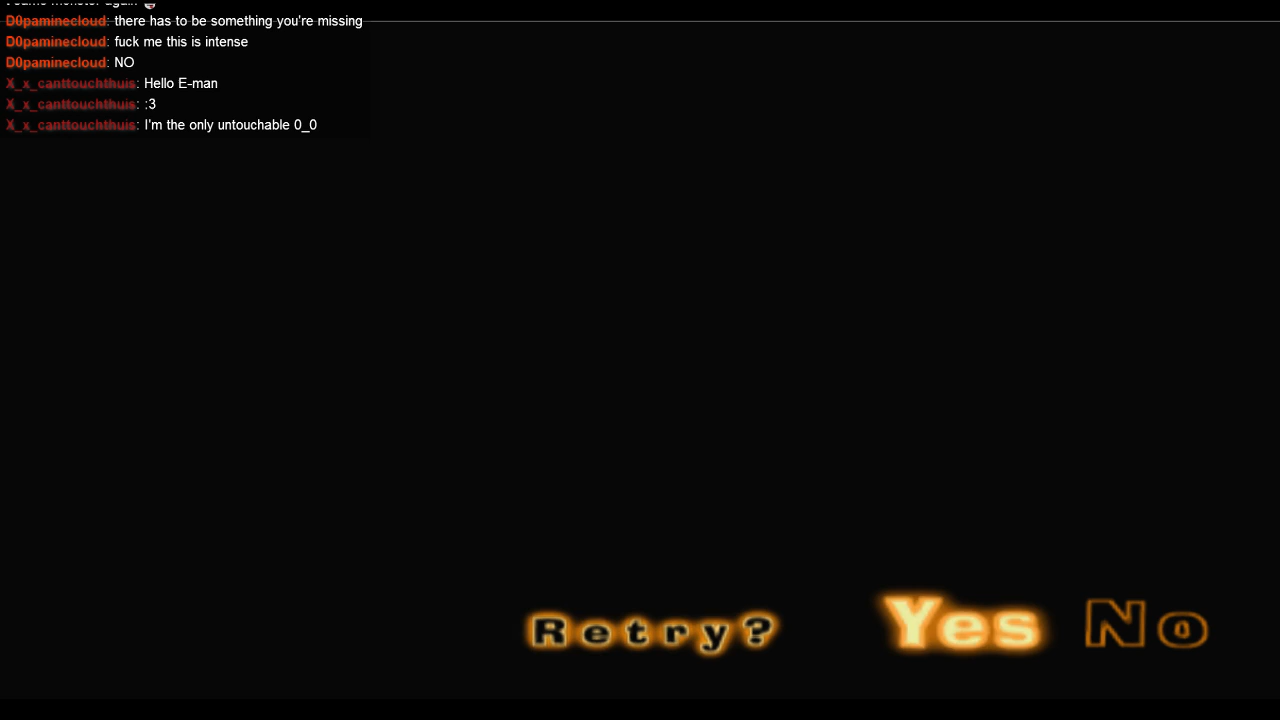 D0paminecloud: there has to be something you're missing
D0paminecloud: fuck me this is intense
D0paminecloud: NO
X_x_canttouchthuis: Hello E-man
X_x_canttouchthuis: :3
X_x_canttouchthuis: I'm the only untouchable 0_0
Retry? Yes No